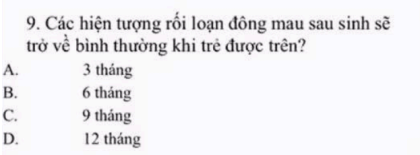 9. Các hiện tượng rối loạn đông mau sau sinh sẽ
trở về bình thường khi trẻ được trên?
A. 3 tháng
B. 6 tháng
C. 9 tháng
D. 12 tháng